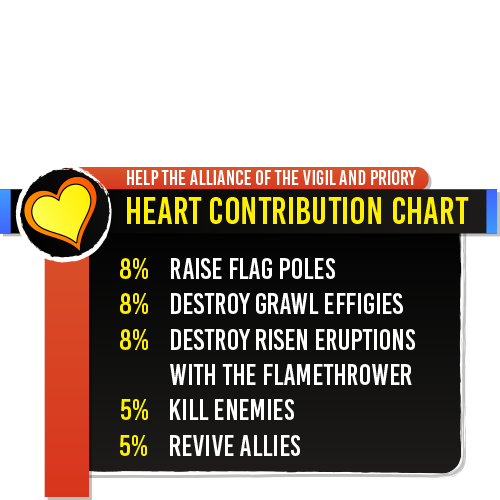 HELP THE ALLIANCE OF THE VIGIL AND PRIORY
HEART CONTRIBUTION CHART
8% RAISE FLAG POLES
8% DESTROY GRAWL EFFIGIES
8% DESTROY RISEN ERUPTIONS
WITH THE FLAMETHROWER
5% KILL ENEMIES
5% REVIVE ALLIES